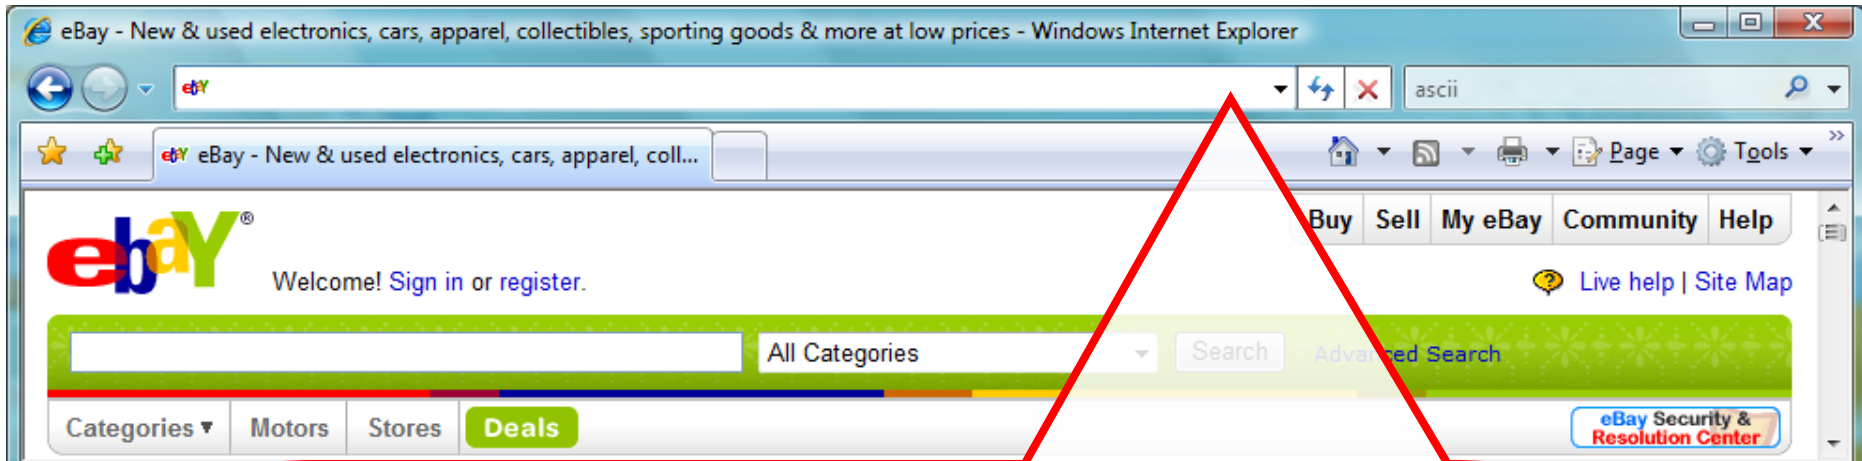 eBay - New & used electronics, cars, apparel, collectibles, sporting goods & more at low prices - Windows Internet Explorer
ebY ascii
ebY eBay - New & used electronics, cars, apparel, coll... Page Tools
ebaY® Buy Sell My eBay Community Help
Welcome! Sign in or register. Live help | Site Map
All Categories Search Advanced Search
Categories Motors Stores Deals eBay Security &
Resolution Center